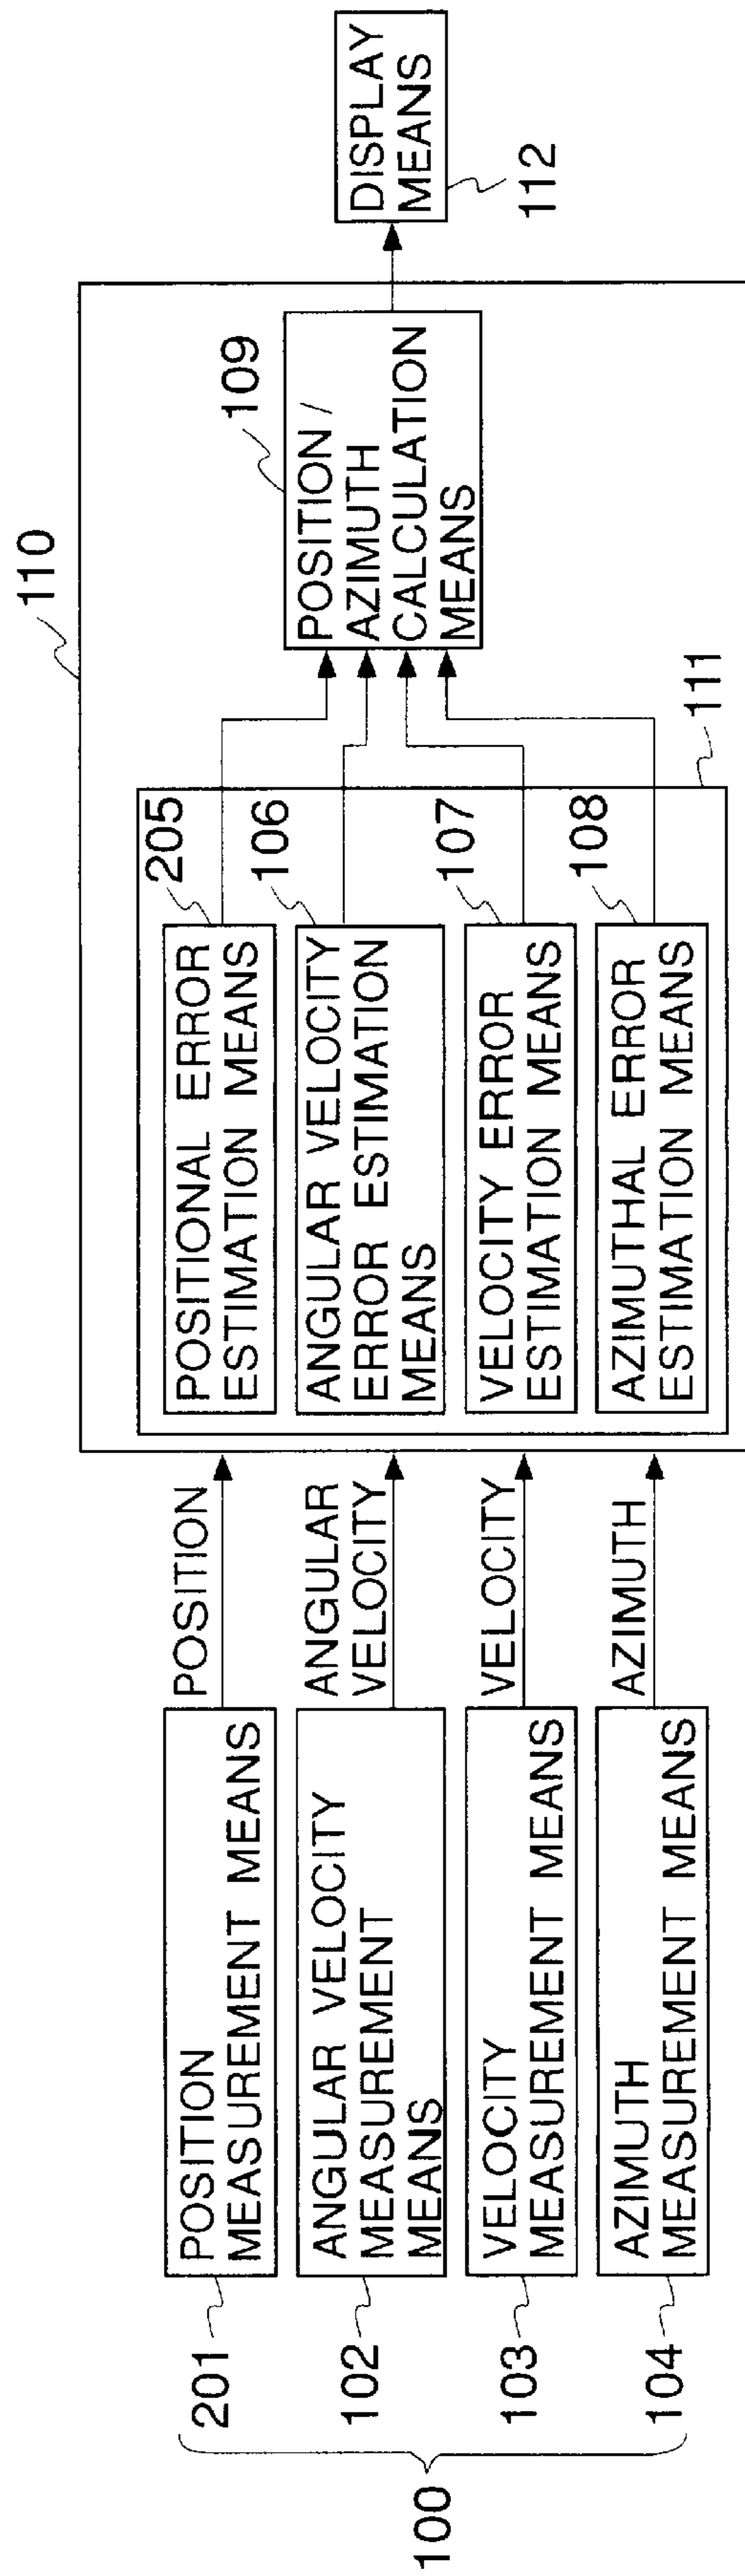 100
201
POSITION
MEASUREMENT MEANS
102
ANGULAR VELOCITY
MEASUREMENT
MEANS
103
VELOCITY
MEASUREMENT MEANS
104
AZIMUTH
MEASUREMENT MEANS
POSITION
ANGULAR
VELOCITY
VELOCITY
AZIMUTH
110
POSITIONAL ERROR
ESTIMATION MEANS
205
ANGULAR VELOCITY
ERROR ESTIMATION
MEANS
106
VELOCITY ERROR
ESTIMATION MEANS
107
AZIMUTHAL ERROR
ESTIMATION MEANS
108
111
109
POSITION /
AZIMUTH
CALCULATION
MEANS
DISPLAY
MEANS
112